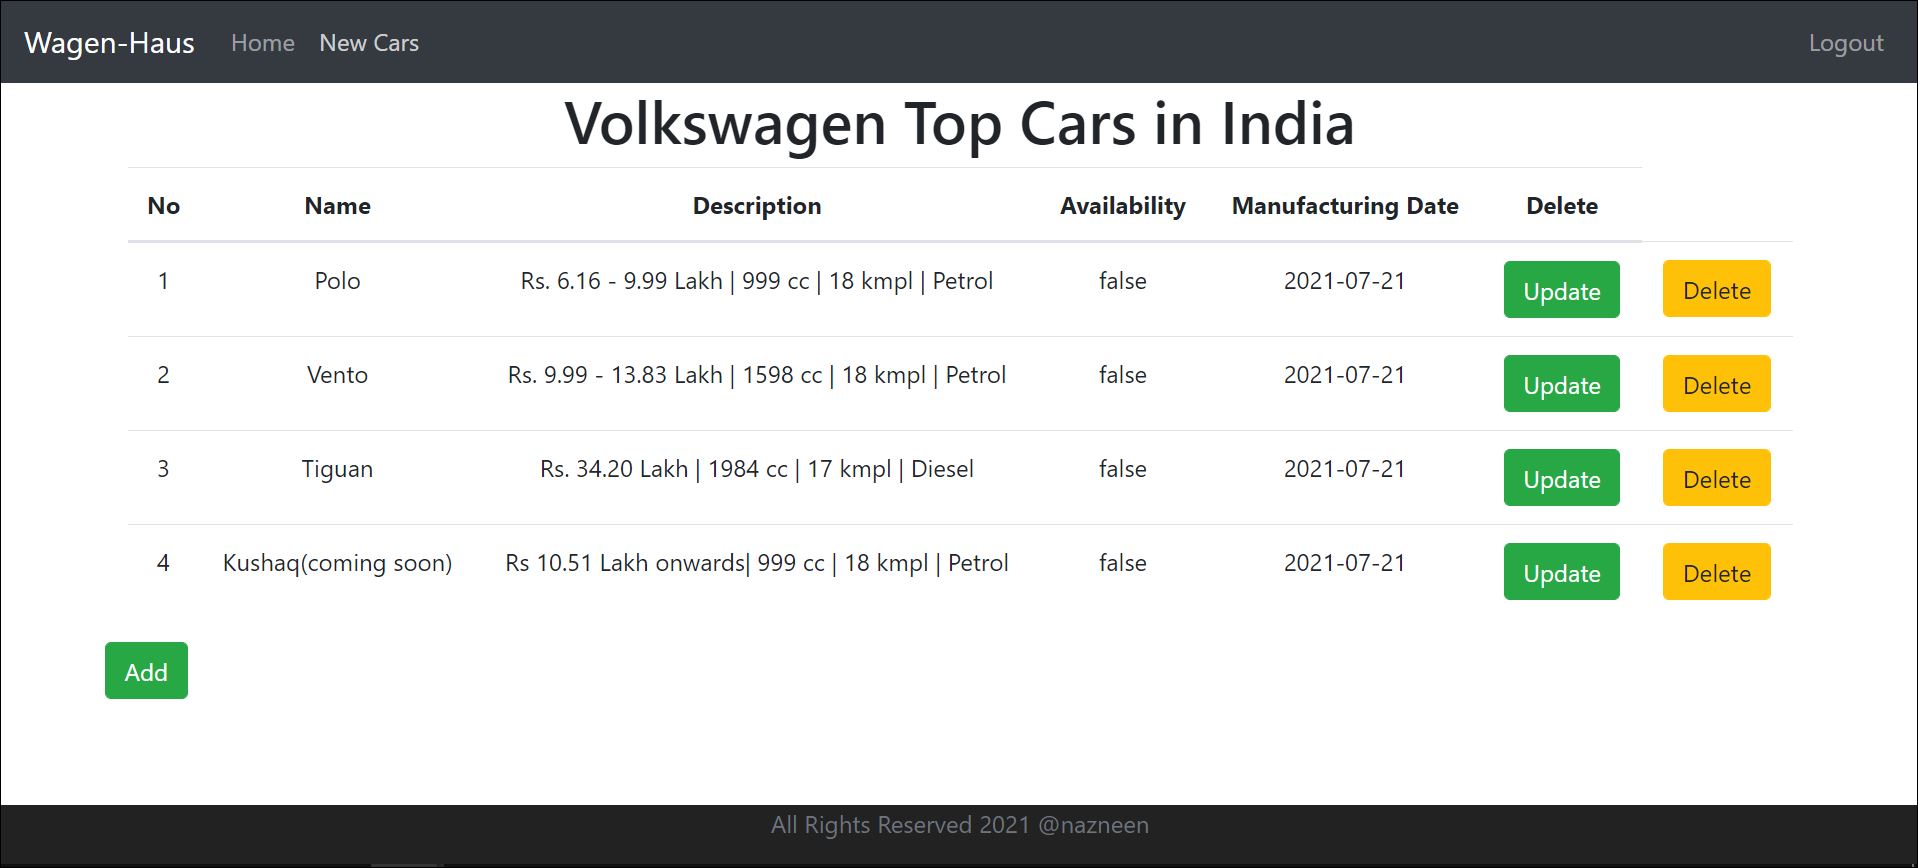 Wagen-Haus Home New Cars Logout
Volkswagen Top Cars in India
No Name Description Availability Manufacturing Date Delete
1 Polo Rs. 6.16 - 9.99 Lakh | 999 cc | 18 kmpl | Petrol false 2021-07-21 Update Delete
2 Vento Rs. 9.99 - 13.83 Lakh | 1598 cc | 18 kmpl | Petrol false 2021-07-21 Update Delete
3 Tiguan Rs. 34.20 Lakh | 1984 cc | 17 kmpl | Diesel false 2021-07-21 Update Delete
4 Kushaq(coming soon) Rs 10.51 Lakh onwards| 999 cc | 18 kmpl | Petrol false 2021-07-21 Update Delete
Add
All Rights Reserved 2021 @nazneen